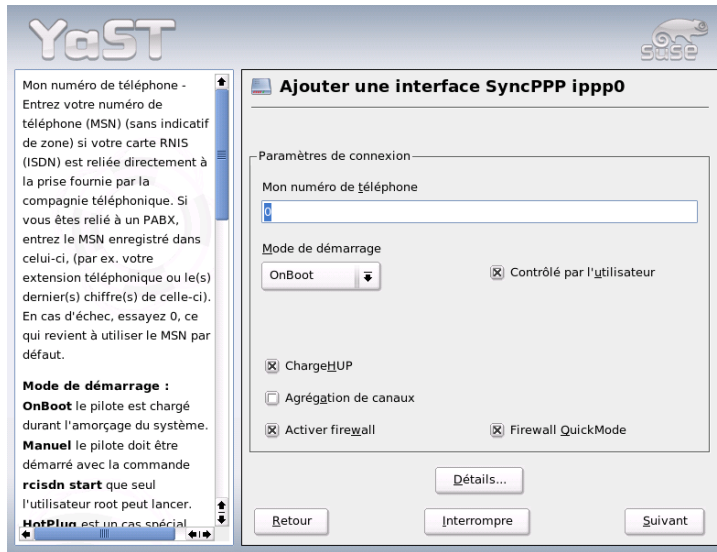 YaST
SUSE
Mon numéro de téléphone -
Entrez votre numéro de
téléphone (MSN) (sans indicatif
de zone) si votre carte RNIS
(ISDN) est reliée directement à
la prise fournie par la
compagnie téléphonique. Si
vous êtes relié à un PABX,
entrez le MSN enregistré dans
celui-ci, (par ex. votre
extension téléphonique ou le(s)
dernier(s) chiffre(s) de celle-ci).
En cas d'échec, essayez 0, ce
qui revient à utiliser le MSN par
défaut.
Mode de démarrage :
OnBoot le pilote est chargé
durant l'amorçage du système.
Manuel le pilote doit être
démarré avec la commande
rcisdn start que seul
l'utilisateur root peut lancer.
HotPlug est un cas spécial
Ajouter une interface SyncPPP ippp0
Paramètres de connexion
Mon numéro de téléphone
0
Mode de démarrage
OnBoot
Contrôlé par l'utilisateur
ChargeHUP
Agrégation de canaux
Activer firewall
Firewall QuickMode
Détails...
Retour
Interrompre
Suivant